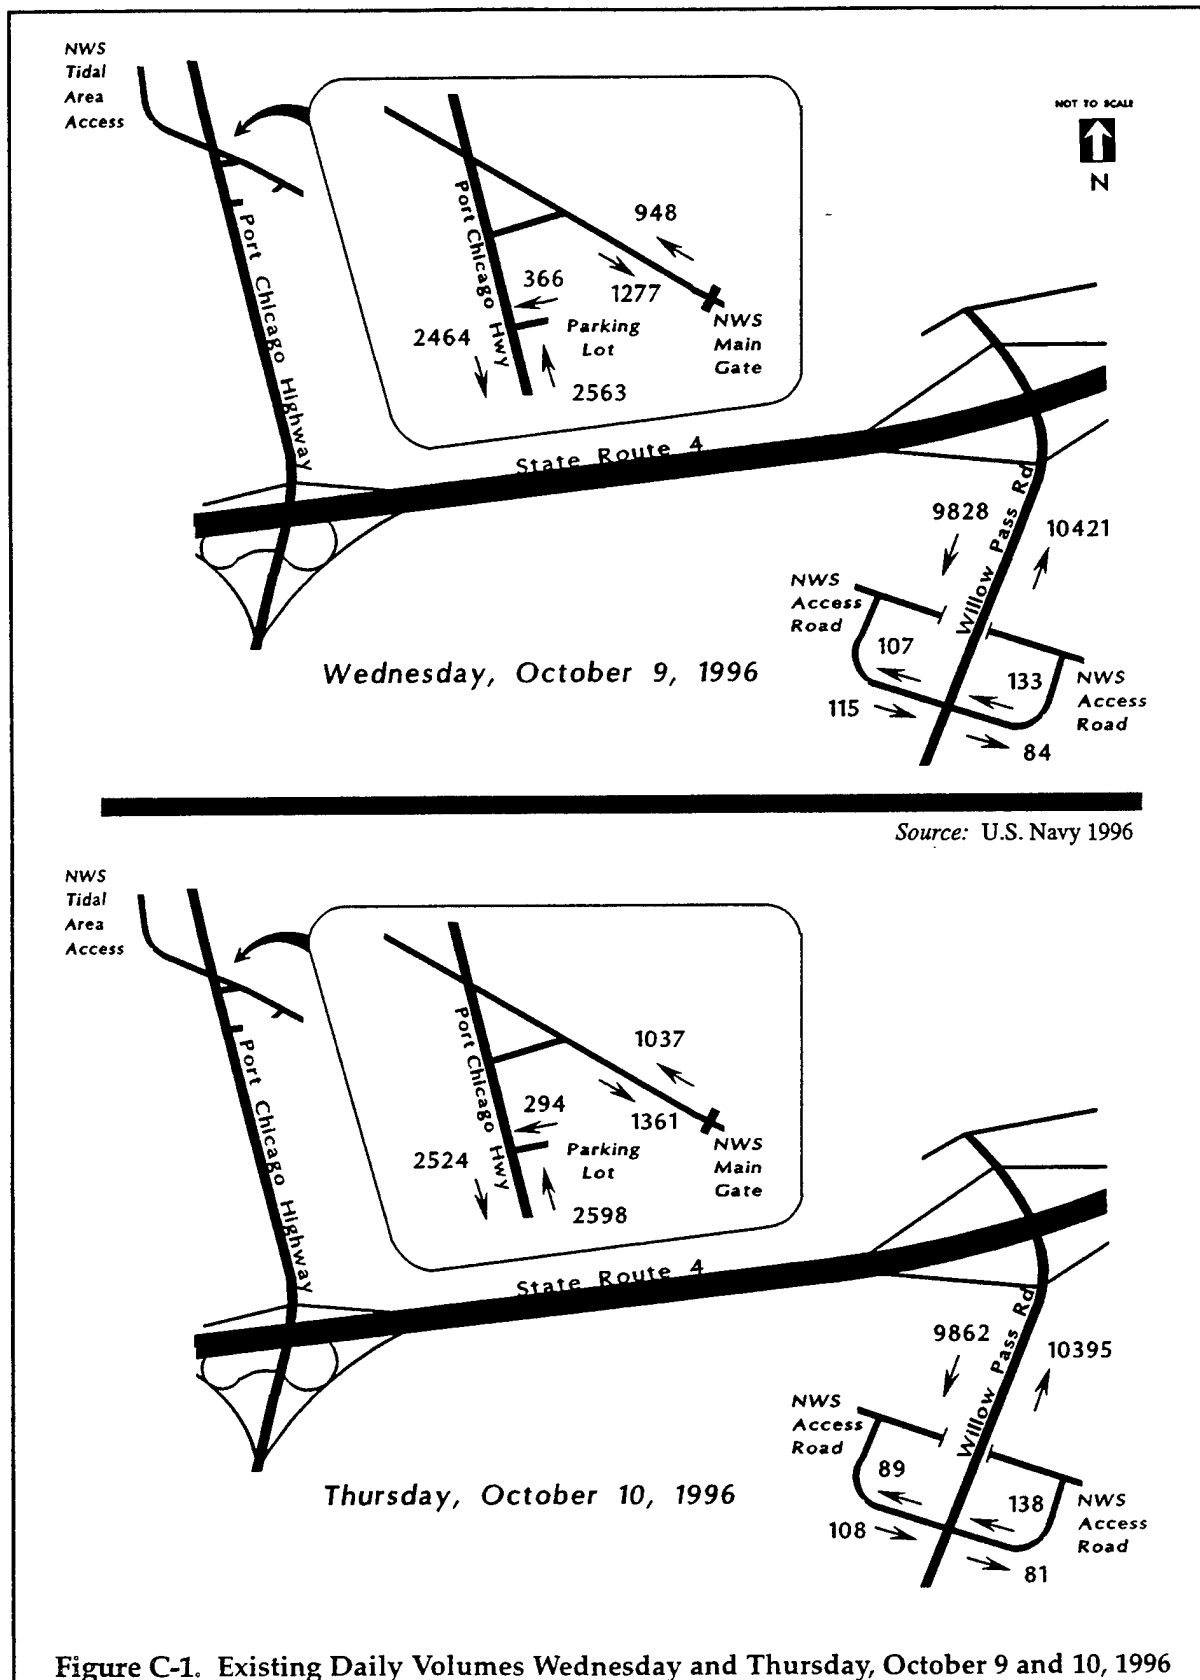 NWS
Tidal
Area
Access
NOT TO SCALE
N
Port Chicago Highway
Port Chicago Hwy
948
1277
366
Parking
Lot
NWS
Main
Gate
2464
2563
State Route 4
Willow Pass Rd
9828
10421
NWS
Access
Road
107
133
NWS
Access
Road
115
84
Wednesday, October 9, 1996
Source: U.S. Navy 1996
NWS
Tidal
Area
Access
Port Chicago Highway
Port Chicago Hwy
1037
1361
294
Parking
Lot
NWS
Main
Gate
2524
2598
State Route 4
Willow Pass Rd
9862
10395
NWS
Access
Road
89
138
NWS
Access
Road
108
81
Thursday, October 10, 1996
Figure C-1. Existing Daily Volumes Wednesday and Thursday, October 9 and 10, 1996